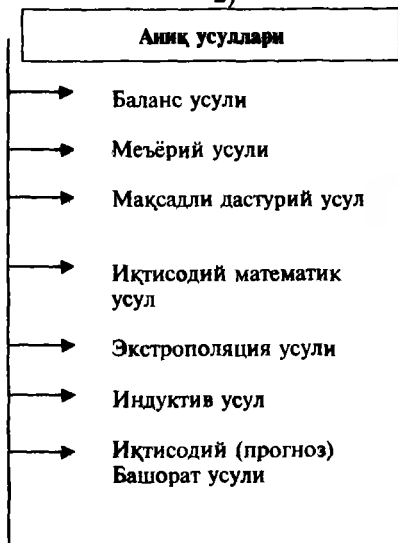 2)
Аниқ усуллари
Баланс усули
Меъёрий усули
Мақсадли дастурий усул
Иқтисодий математик
усул
Экстрополяция усули
Индуктив усул
Иқтисодий (прогноз)
Башорат усули